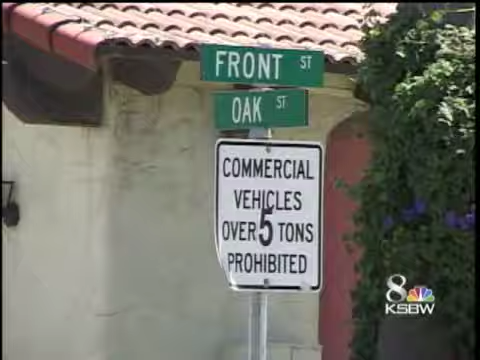 FRONT ST
OAK ST
COMMERCIAL
VEHICLES
OVER 5 TONS
PROHIBITED
8
KSBW